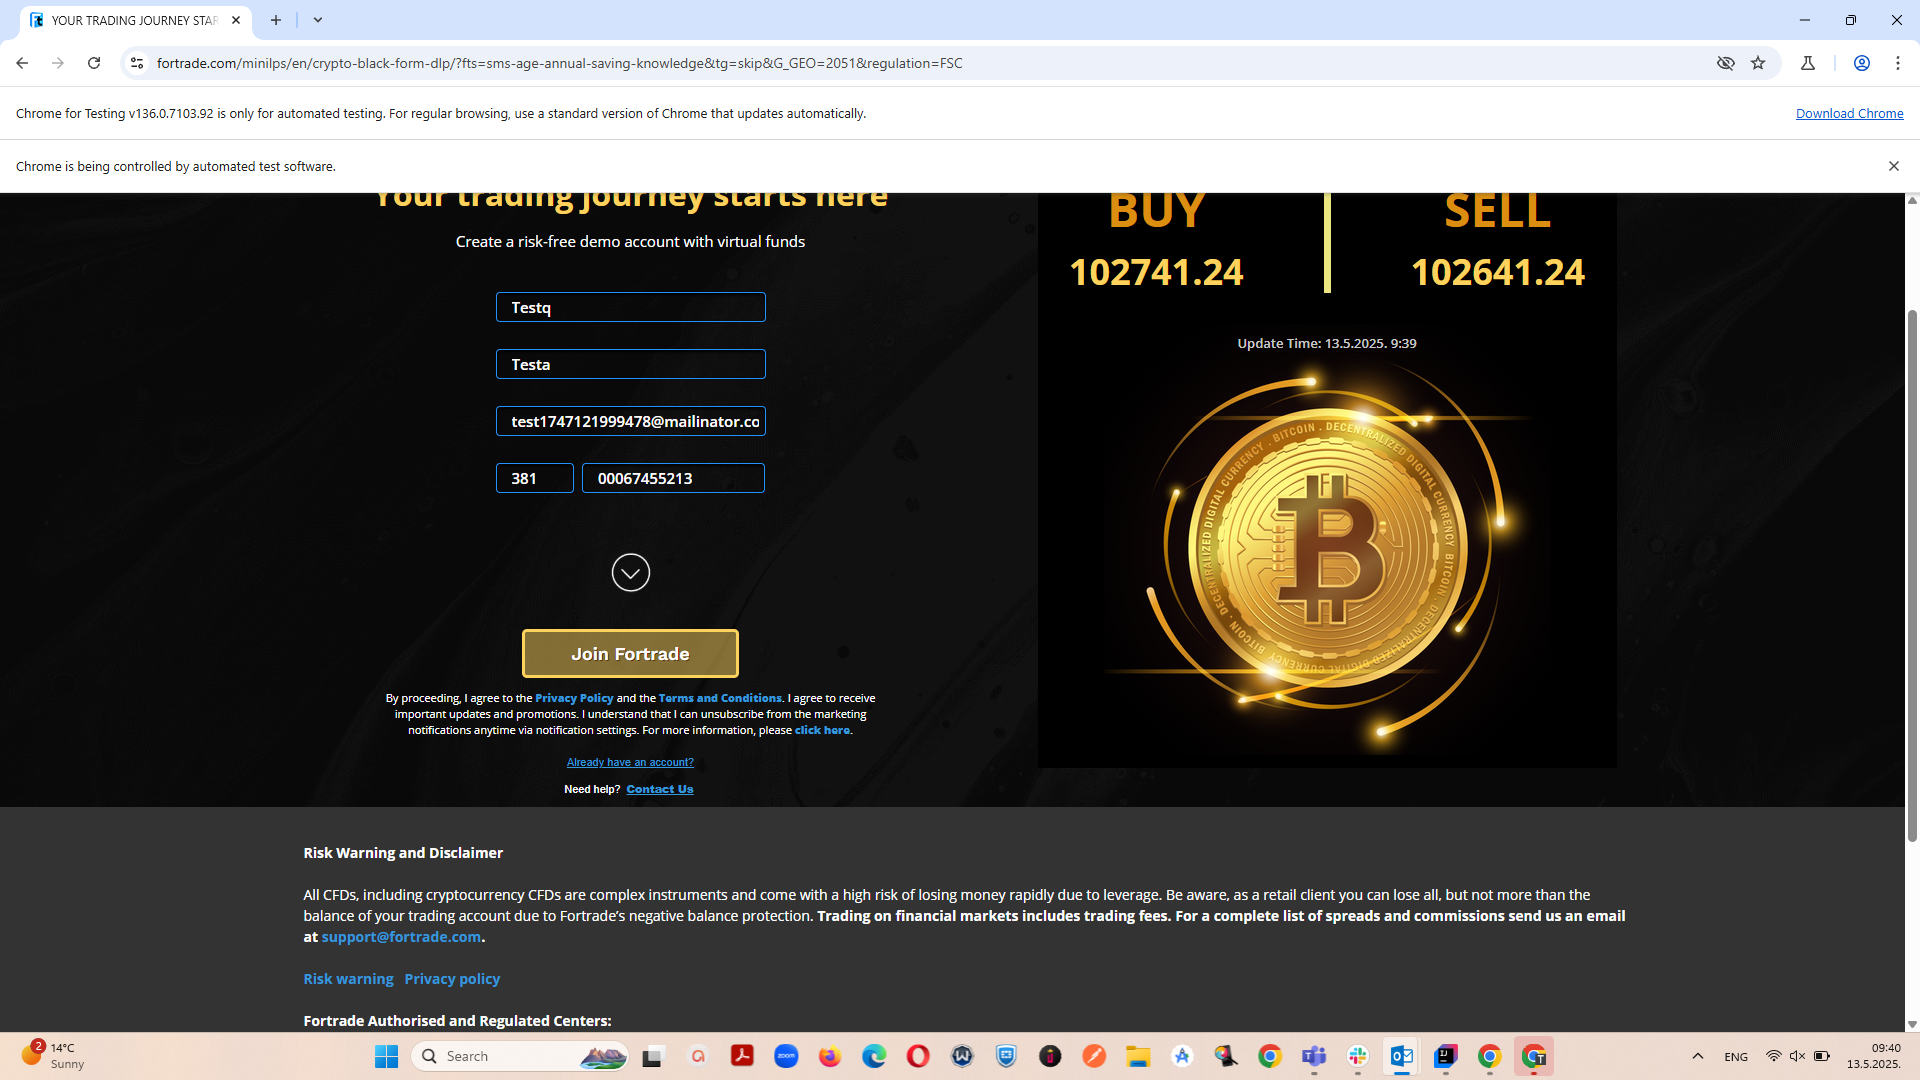 YOUR TRADING JOURNEY STAR
fortrade.com/minilps/en/crypto-black-form-dlp/?fts=sms-age-annual-saving-knowledge&tg=skip&G_GEO=2051&regulation=FSC
Chrome for Testing v136.0.7103.92 is only for automated testing. For regular browsing, use a standard version of Chrome that updates automatically.
Download Chrome
Chrome is being controlled by automated test software.
Your trading journey starts here
Create a risk-free demo account with virtual funds
Testq
Testa
test1747121999478@mailinator.co
381
00067455213
Join Fortrade
By proceeding, I agree to the Privacy Policy and the Terms and Conditions. I agree to receive
important updates and promotions. I understand that I can unsubscribe from the marketing
notifications anytime via notification settings. For more information, please click here.
Already have an account?
Need help? Contact Us
BUY
SELL
102741.24
102641.24
Update Time: 13.5.2025. 9:39
BITCOIN . DECENTRALIZED DIGITAL CURRENCY
BITCOIN . DECENTRALIZED DIGITAL CURRENCY
BITCOIN . DECENTRALIZED DIGITAL CURRENCY
Risk Warning and Disclaimer
All CFDs, including cryptocurrency CFDs are complex instruments and come with a high risk of losing money rapidly due to leverage. Be aware, as a retail client you can lose all, but not more than the
balance of your trading account due to Fortrade’s negative balance protection. Trading on financial markets includes trading fees. For a complete list of spreads and commissions send us an email
at support@fortrade.com.
Risk warning Privacy policy
Fortrade Authorised and Regulated Centers:
2
14°C
Sunny
Search
zoom
ENG
09:40
13.5.2025.